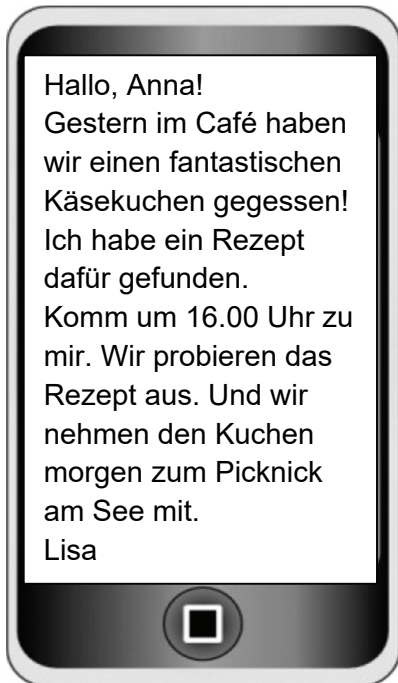 Hallo, Anna!
Gestern im Café haben
wir einen fantastischen
Käsekuchen gegessen!
Ich habe ein Rezept
dafür gefunden.
Komm um 16.00 Uhr zu
mir. Wir probieren das
Rezept aus. Und wir
nehmen den Kuchen
morgen zum Picknick
am See mit.
Lisa